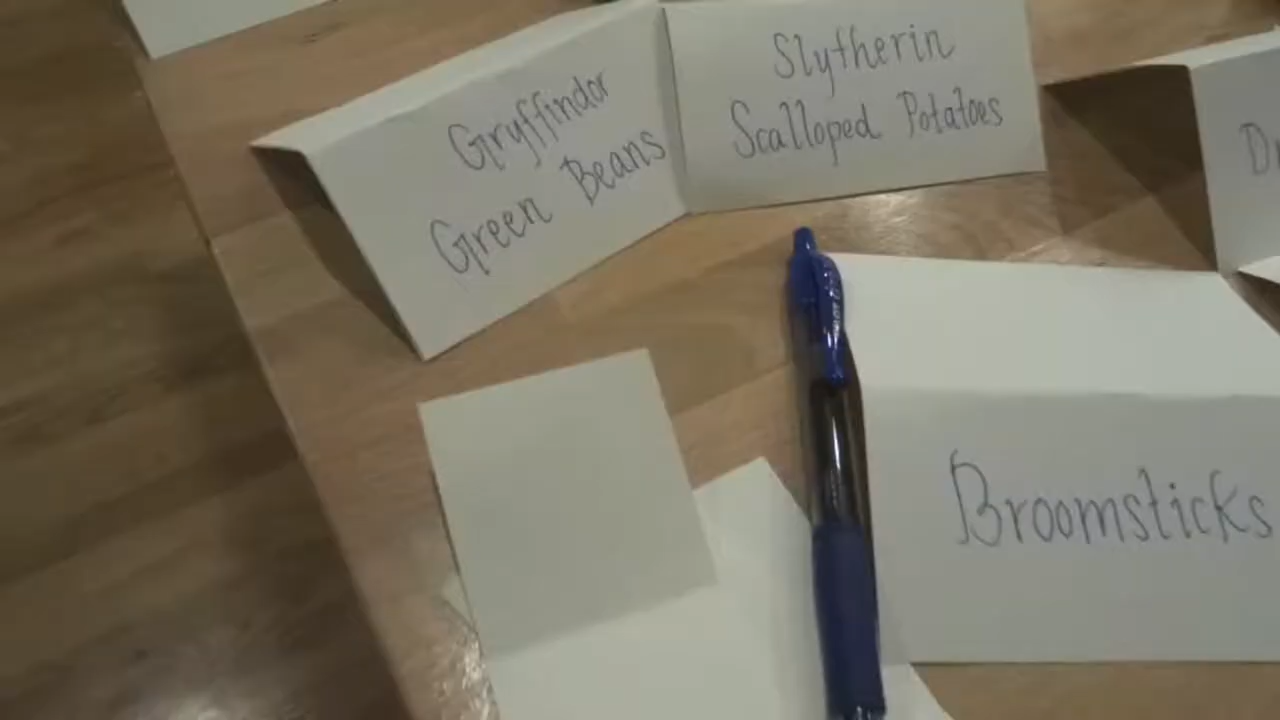 Gryffindor
Green Beans
Slytherin
Scalloped Potatoes
Broomsticks